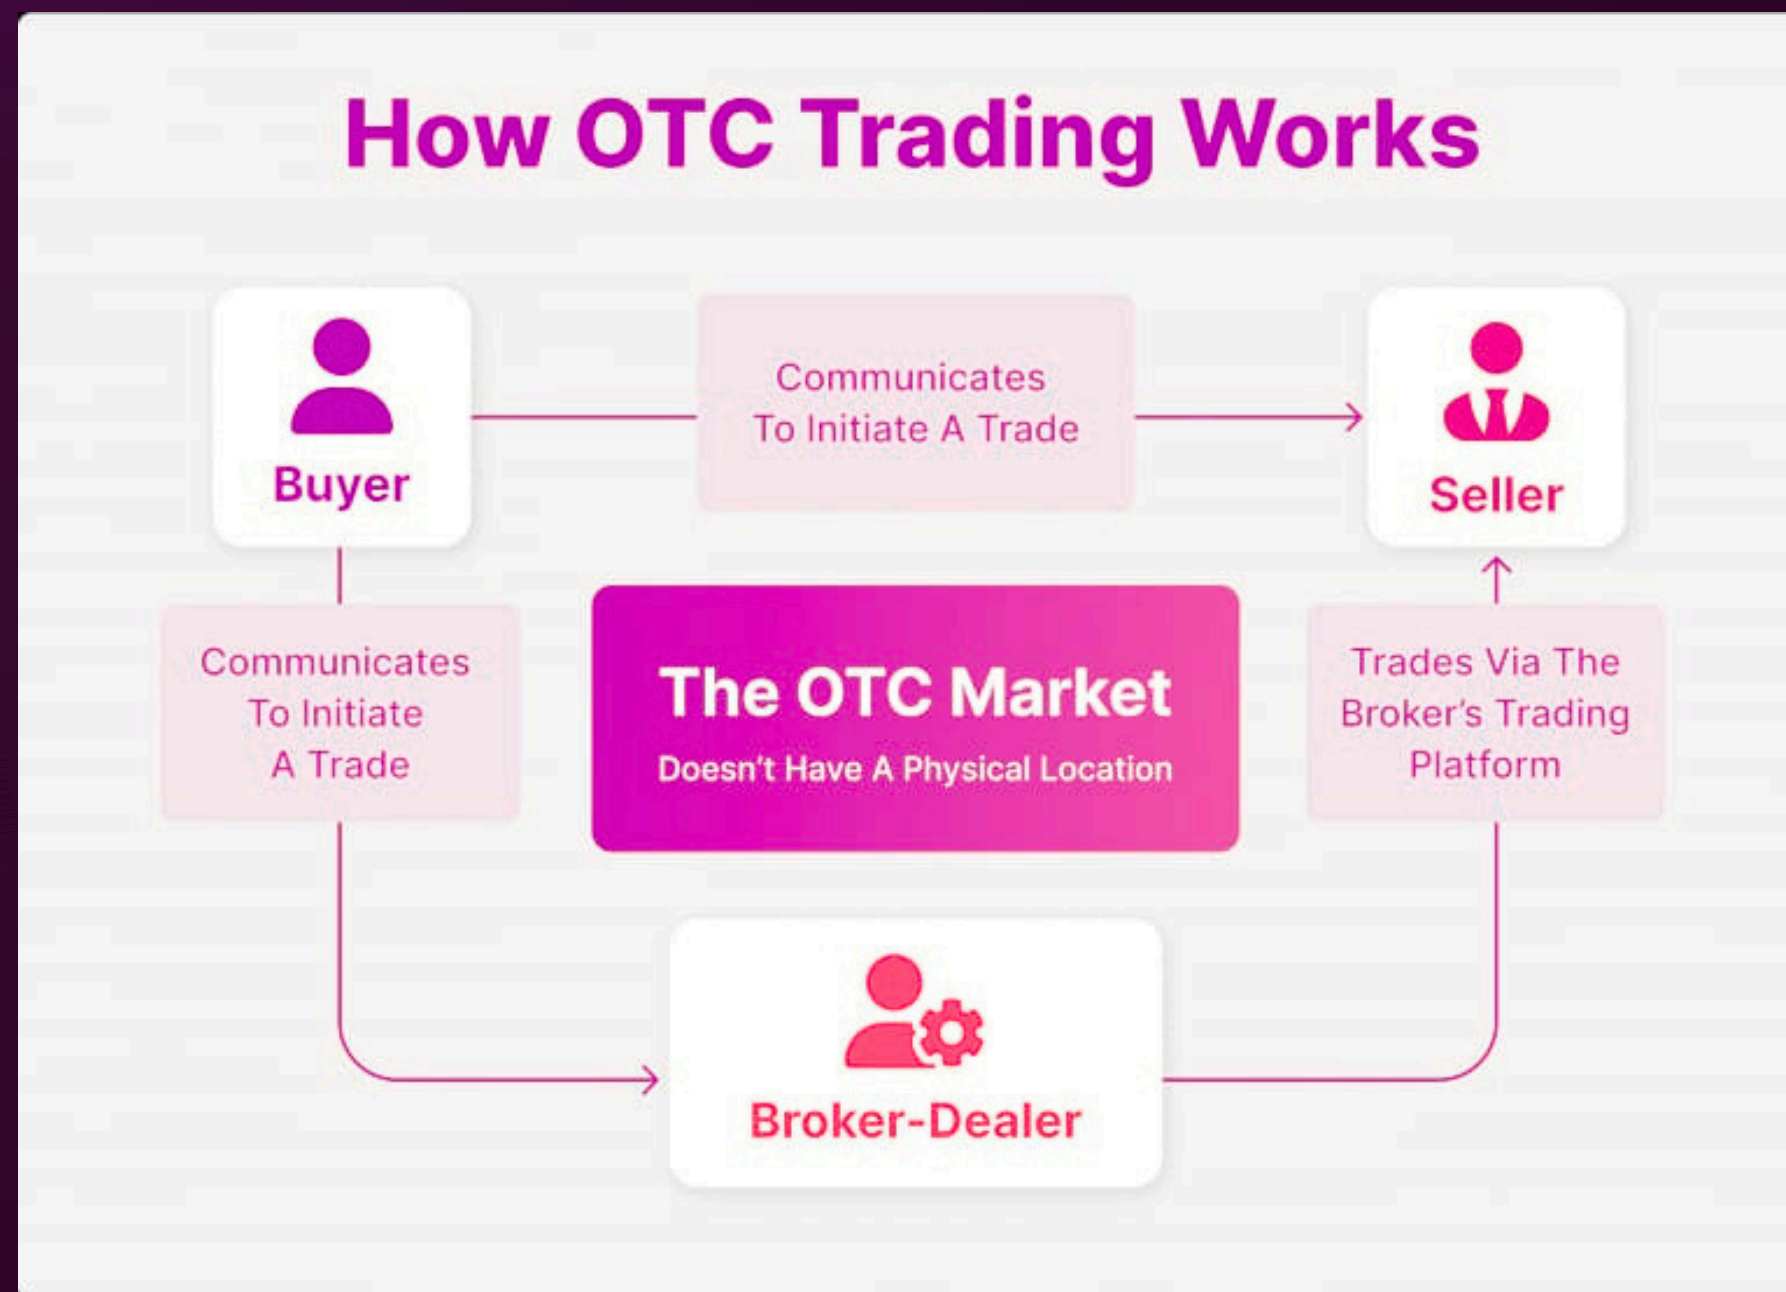 How OTC Trading Works
Buyer
Communicates
To Initiate A Trade
Seller
Communicates
To Initiate
A Trade
The OTC Market
Doesn't Have A Physical Location
Trades Via The
Broker's Trading
Platform
Broker-Dealer